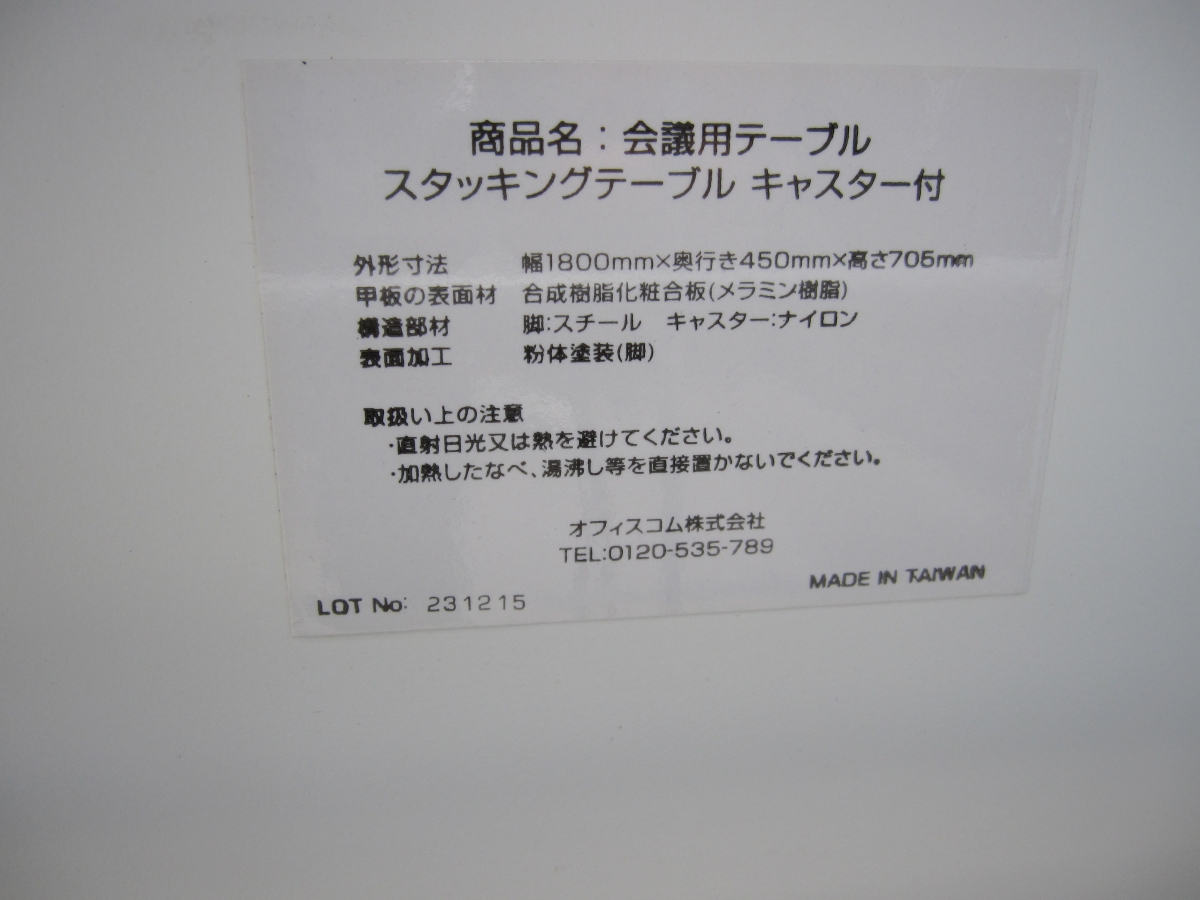 商品名：会議用テーブル
スタッキングテーブル キャスター付
外形寸法　幅1800mm×奥行き450mm×高さ705mm
甲板の表面材　合成樹脂化粧合板(メラミン樹脂)
構造部材　脚:スチール　キャスター:ナイロン
表面加工　粉体塗装(脚)
取扱い上の注意
・直射日光又は熱を避けてください。
・加熱したなべ、湯沸し等を直接置かないでください。
オフィスコム株式会社
TEL:0120-535-789
MADE IN TAIWAN
LOT No: 231215